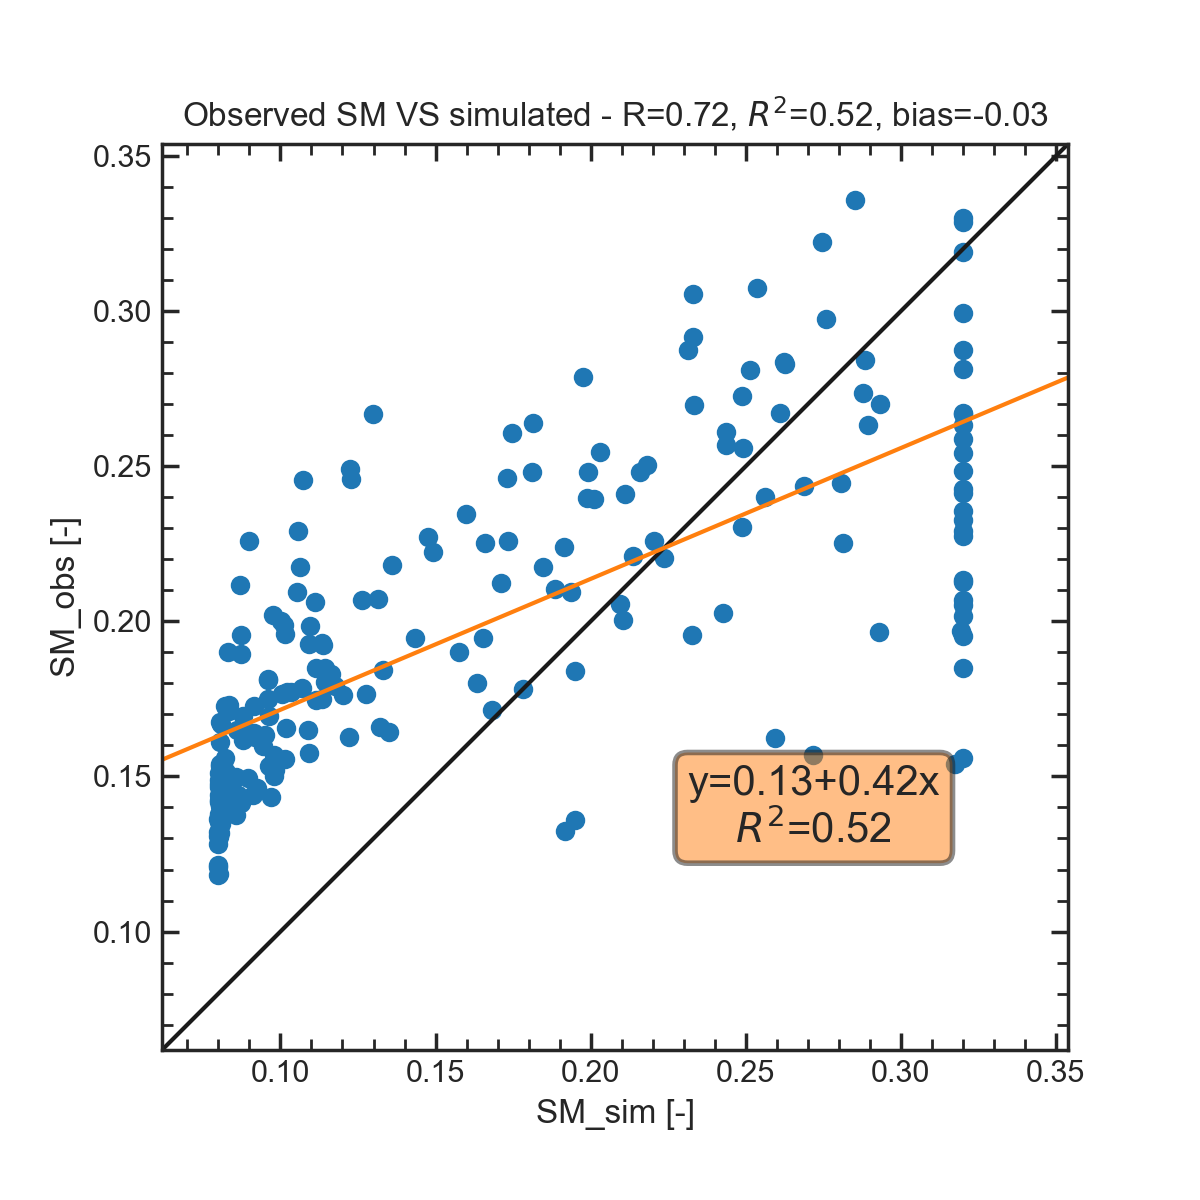 Observed SM VS simulated - R=0.72, R²=0.52, bias=-0.03
0.35
0.30
0.25
0.20
0.15
0.10
SM_obs [-]
y=0.13+0.42x
R²=0.52
0.10 0.15 0.20 0.25 0.30 0.35
SM_sim [-]